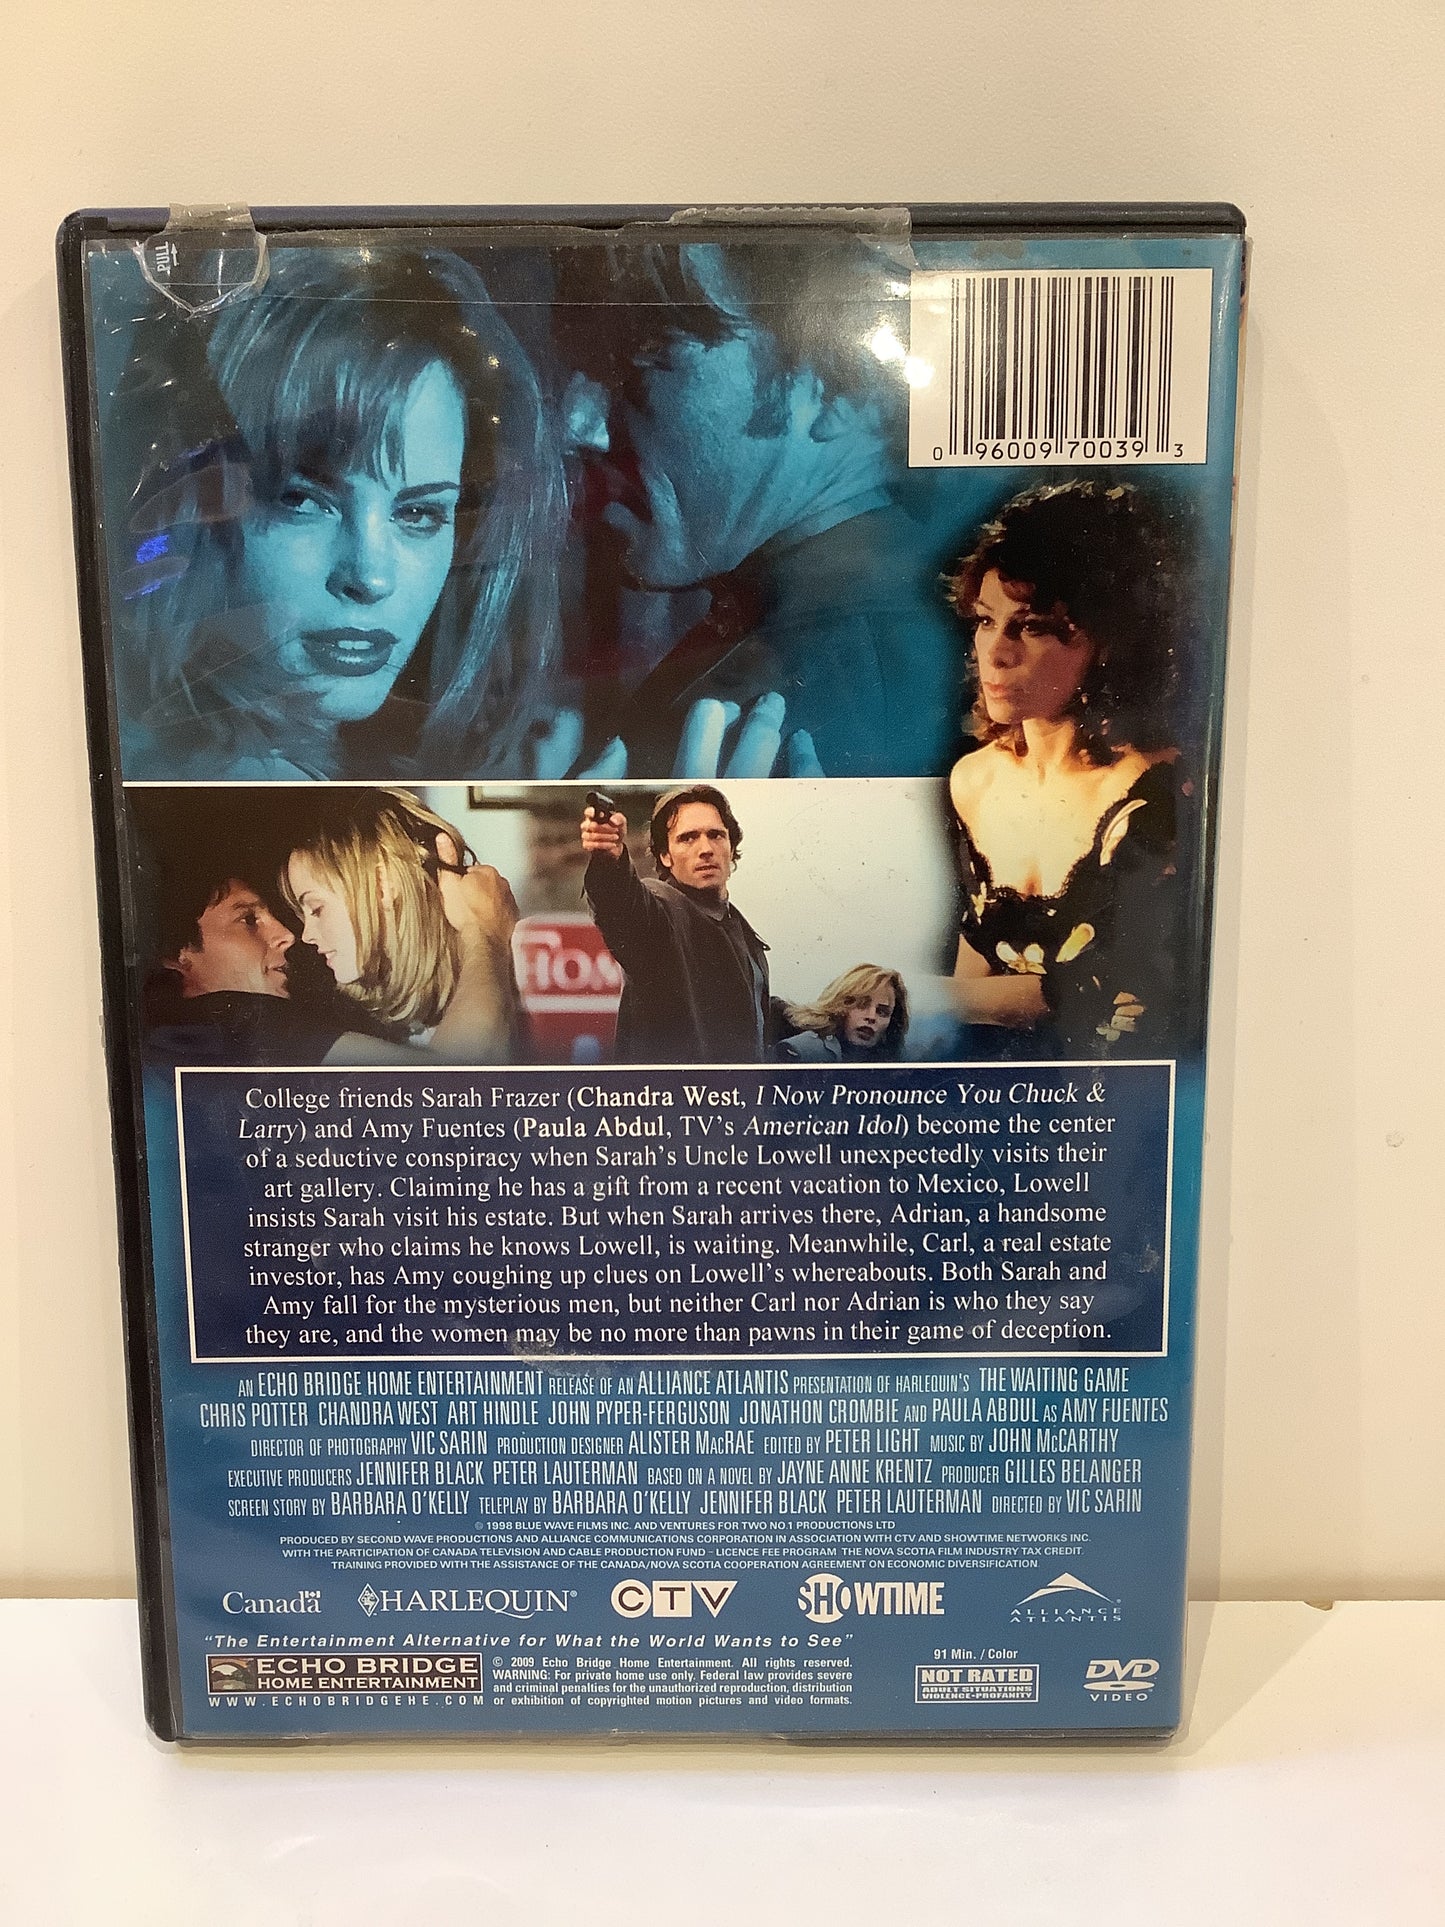 PULL
0 96009 70039 3
HOM
College friends Sarah Frazer (Chandra West, I Now Pronounce You Chuck &
Larry) and Amy Fuentes (Paula Abdul, TV's American Idol) become the center
of a seductive conspiracy when Sarah's Uncle Lowell unexpectedly visits their
art gallery. Claiming he has a gift from a recent vacation to Mexico, Lowell
insists Sarah visit his estate. But when Sarah arrives there, Adrian, a handsome
stranger who claims he knows Lowell, is waiting. Meanwhile, Carl, a real estate
investor, has Amy coughing up clues on Lowell's whereabouts. Both Sarah and
Amy fall for the mysterious men, but neither Carl nor Adrian is who they say
they are, and the women may be no more than pawns in their game of deception.
AN ECHO BRIDGE HOME ENTERTAINMENT RELEASE OF AN ALLIANCE ATLANTIS PRESENTATION OF HARLEQUIN'S THE WAITING GAME
CHRIS POTTER CHANDRA WEST ART HINDLE JOHN PYPER-FERGUSON JONATHON CROMBIE AND PAULA ABDUL AS AMY FUENTES
DIRECTOR OF PHOTOGRAPHY VIC SARIN PRODUCTION DESIGNER ALISTER MacRAE EDITED BY PETER LIGHT MUSIC BY JOHN McCARTHY
EXECUTIVE PRODUCERS JENNIFER BLACK PETER LAUTERMAN BASED ON A NOVEL BY JAYNE ANNE KRENTZ PRODUCER GILLES BELANGER
SCREEN STORY BY BARBARA O'KELLY TELEPLAY BY BARBARA O'KELLY JENNIFER BLACK PETER LAUTERMAN DIRECTED BY VIC SARIN
© 1998 BLUE WAVE FILMS INC. AND VENTURES FOR TWO NO.1 PRODUCTIONS LTD
PRODUCED BY SECOND WAVE PRODUCTIONS AND ALLIANCE COMMUNICATIONS CORPORATION IN ASSOCIATION WITH CTV AND SHOWTIME NETWORKS INC.
WITH THE PARTICIPATION OF CANADA TELEVISION AND CABLE PRODUCTION FUND - LICENCE FEE PROGRAM THE NOVA SCOTIA FILM INDUSTRY TAX CREDIT.
TRAINING PROVIDED WITH THE ASSISTANCE OF THE CANADA/NOVA SCOTIA COOPERATION AGREEMENT ON ECONOMIC DIVERSIFICATION.
Canada HARLEQUIN® CTV SHOWTIME ALLIANCE ATLANTIS®
"The Entertainment Alternative for What the World Wants to See"
ECHO BRIDGE
HOME ENTERTAINMENT
WWW.ECHOBRIDGEHE.COM
© 2009 Echo Bridge Home Entertainment. All rights reserved.
WARNING: For private home use only. Federal law provides severe
and criminal penalties for the unauthorized reproduction, distribution
or exhibition of copyrighted motion pictures and video formats.
91 Min. / Color
NOT RATED
ADULT SITUATIONS
VIOLENCE-PROFANITY
DVD
VIDEO